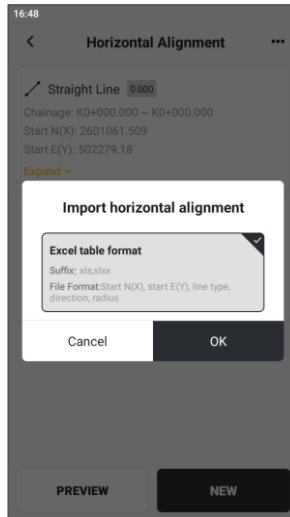 16:48
Horizontal Alignment
Straight Line 0.000
Chainage: K0+000.000 ~ K0+000.000
Start N(X): 2601061.509
Start E(Y): 502279.18
Expand
Import horizontal alignment
Excel table format
Suffix: xls,xlsx
File Format:Start N(X), start E(Y), line type,
direction, radius
Cancel OK
PREVIEW NEW